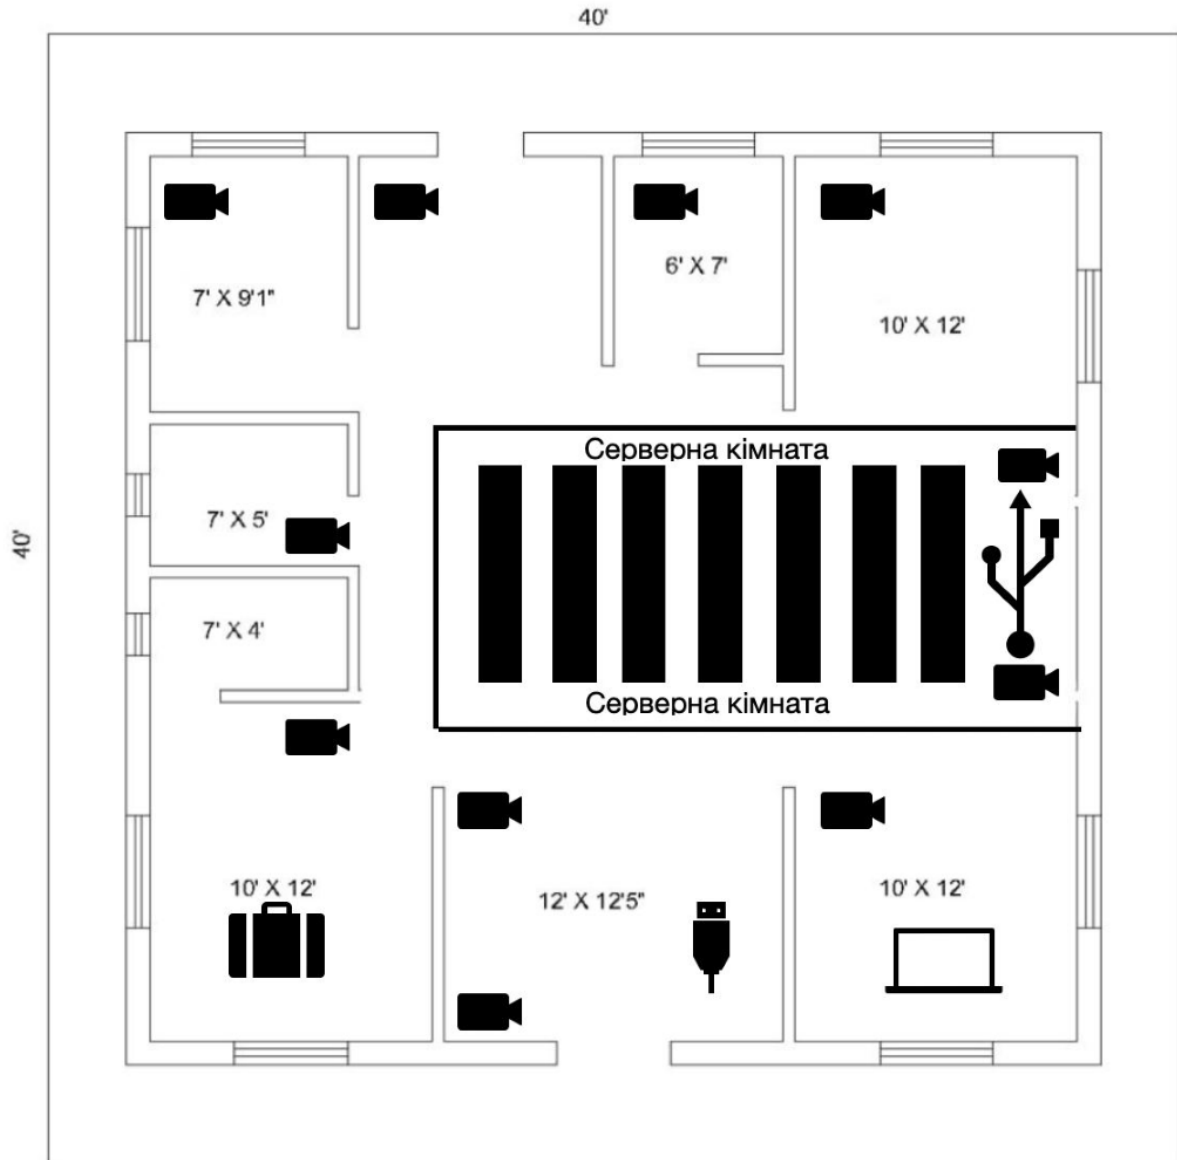 40'
6' X 7'
7' X 9'1"
10' X 12'
Серверна кімната
7' X 5'
40'
7' X 4'
Серверна кімната
10' X 12'
12' X 12'5"
10' X 12'